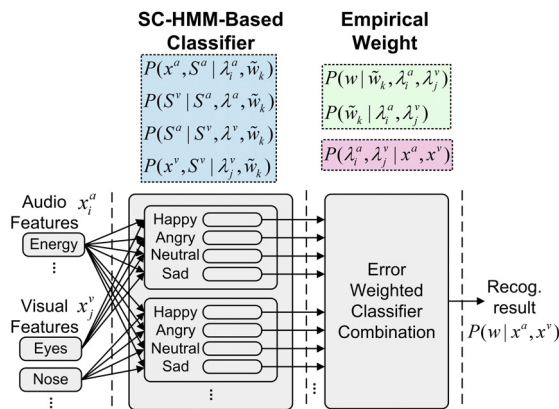 SC-HMM-Based
Classifier
Empirical
Weight
P(x^a, S^a | λ_i^a, w̃_k)
P(S^v | S^a, λ^a, w̃_k)
P(S^a | S^v, λ^v, w̃_k)
P(x^v, S^v | λ_j^v, w̃_k)
P(w | w̃_k, λ_i^a, λ_j^v)
P(w̃_k | λ_i^a, λ_j^v)
P(λ_i^a, λ_j^v | x^a, x^v)
Audio x_i^a
Features
Energy
...
Visual x_j^v
Features
Eyes
Nose
...
Happy
Angry
Neutral
Sad
Happy
Angry
Neutral
Sad
...
...
Error
Weighted
Classifier
Combination
Recog.
result
P(w | x^a, x^v)